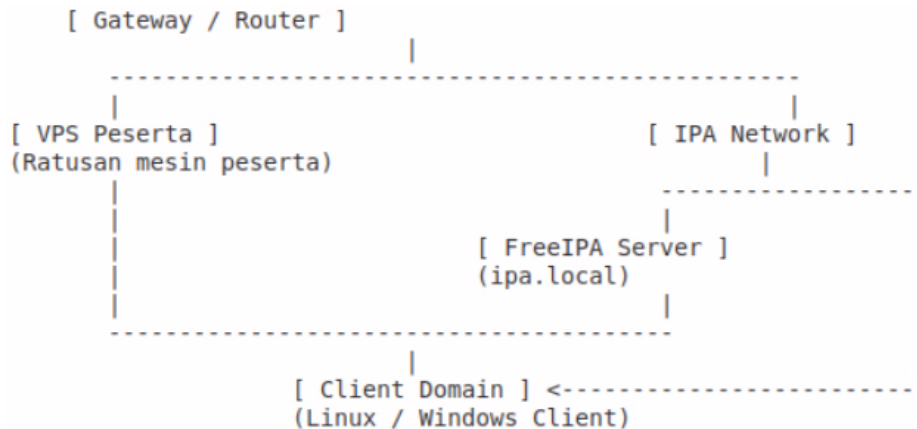 [ Gateway / Router ]
[ VPS Peserta ]
[ IPA Network ]
(Ratusan mesin peserta)
[ FreeIPA Server ]
(ipa.local)
[ Client Domain ] <-------------------------
(Linux / Windows Client)